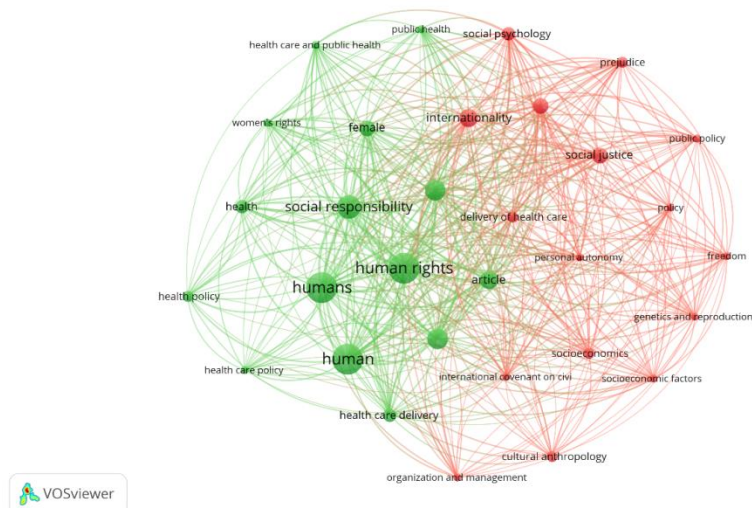 public health
social psychology
health care and public health
prejudice
women's rights
female
internationality
public policy
social justice
health
social responsibility
delivery of health care
policy
human rights
personal autonomy
freedom
humans
article
health policy
genetics and reproduction
human
socioeconomics
health care policy
international covenant on civi
socioeconomic factors
health care delivery
cultural anthropology
organization and management
VOSviewer